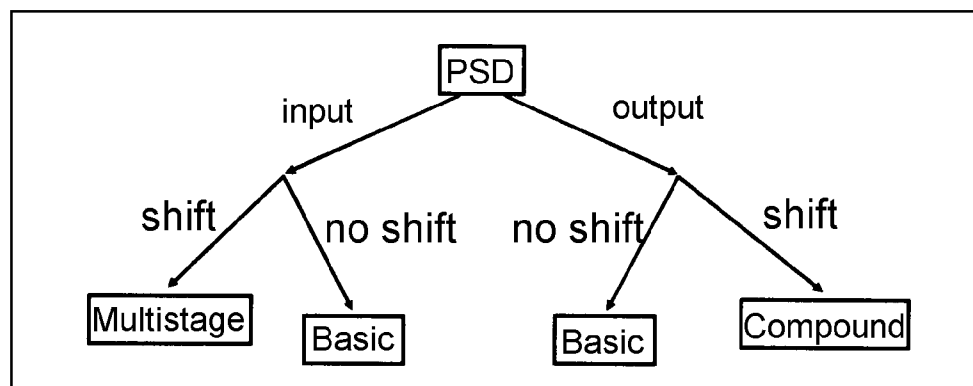 PSD
input
output
shift
no shift
no shift
shift
Multistage
Basic
Basic
Compound